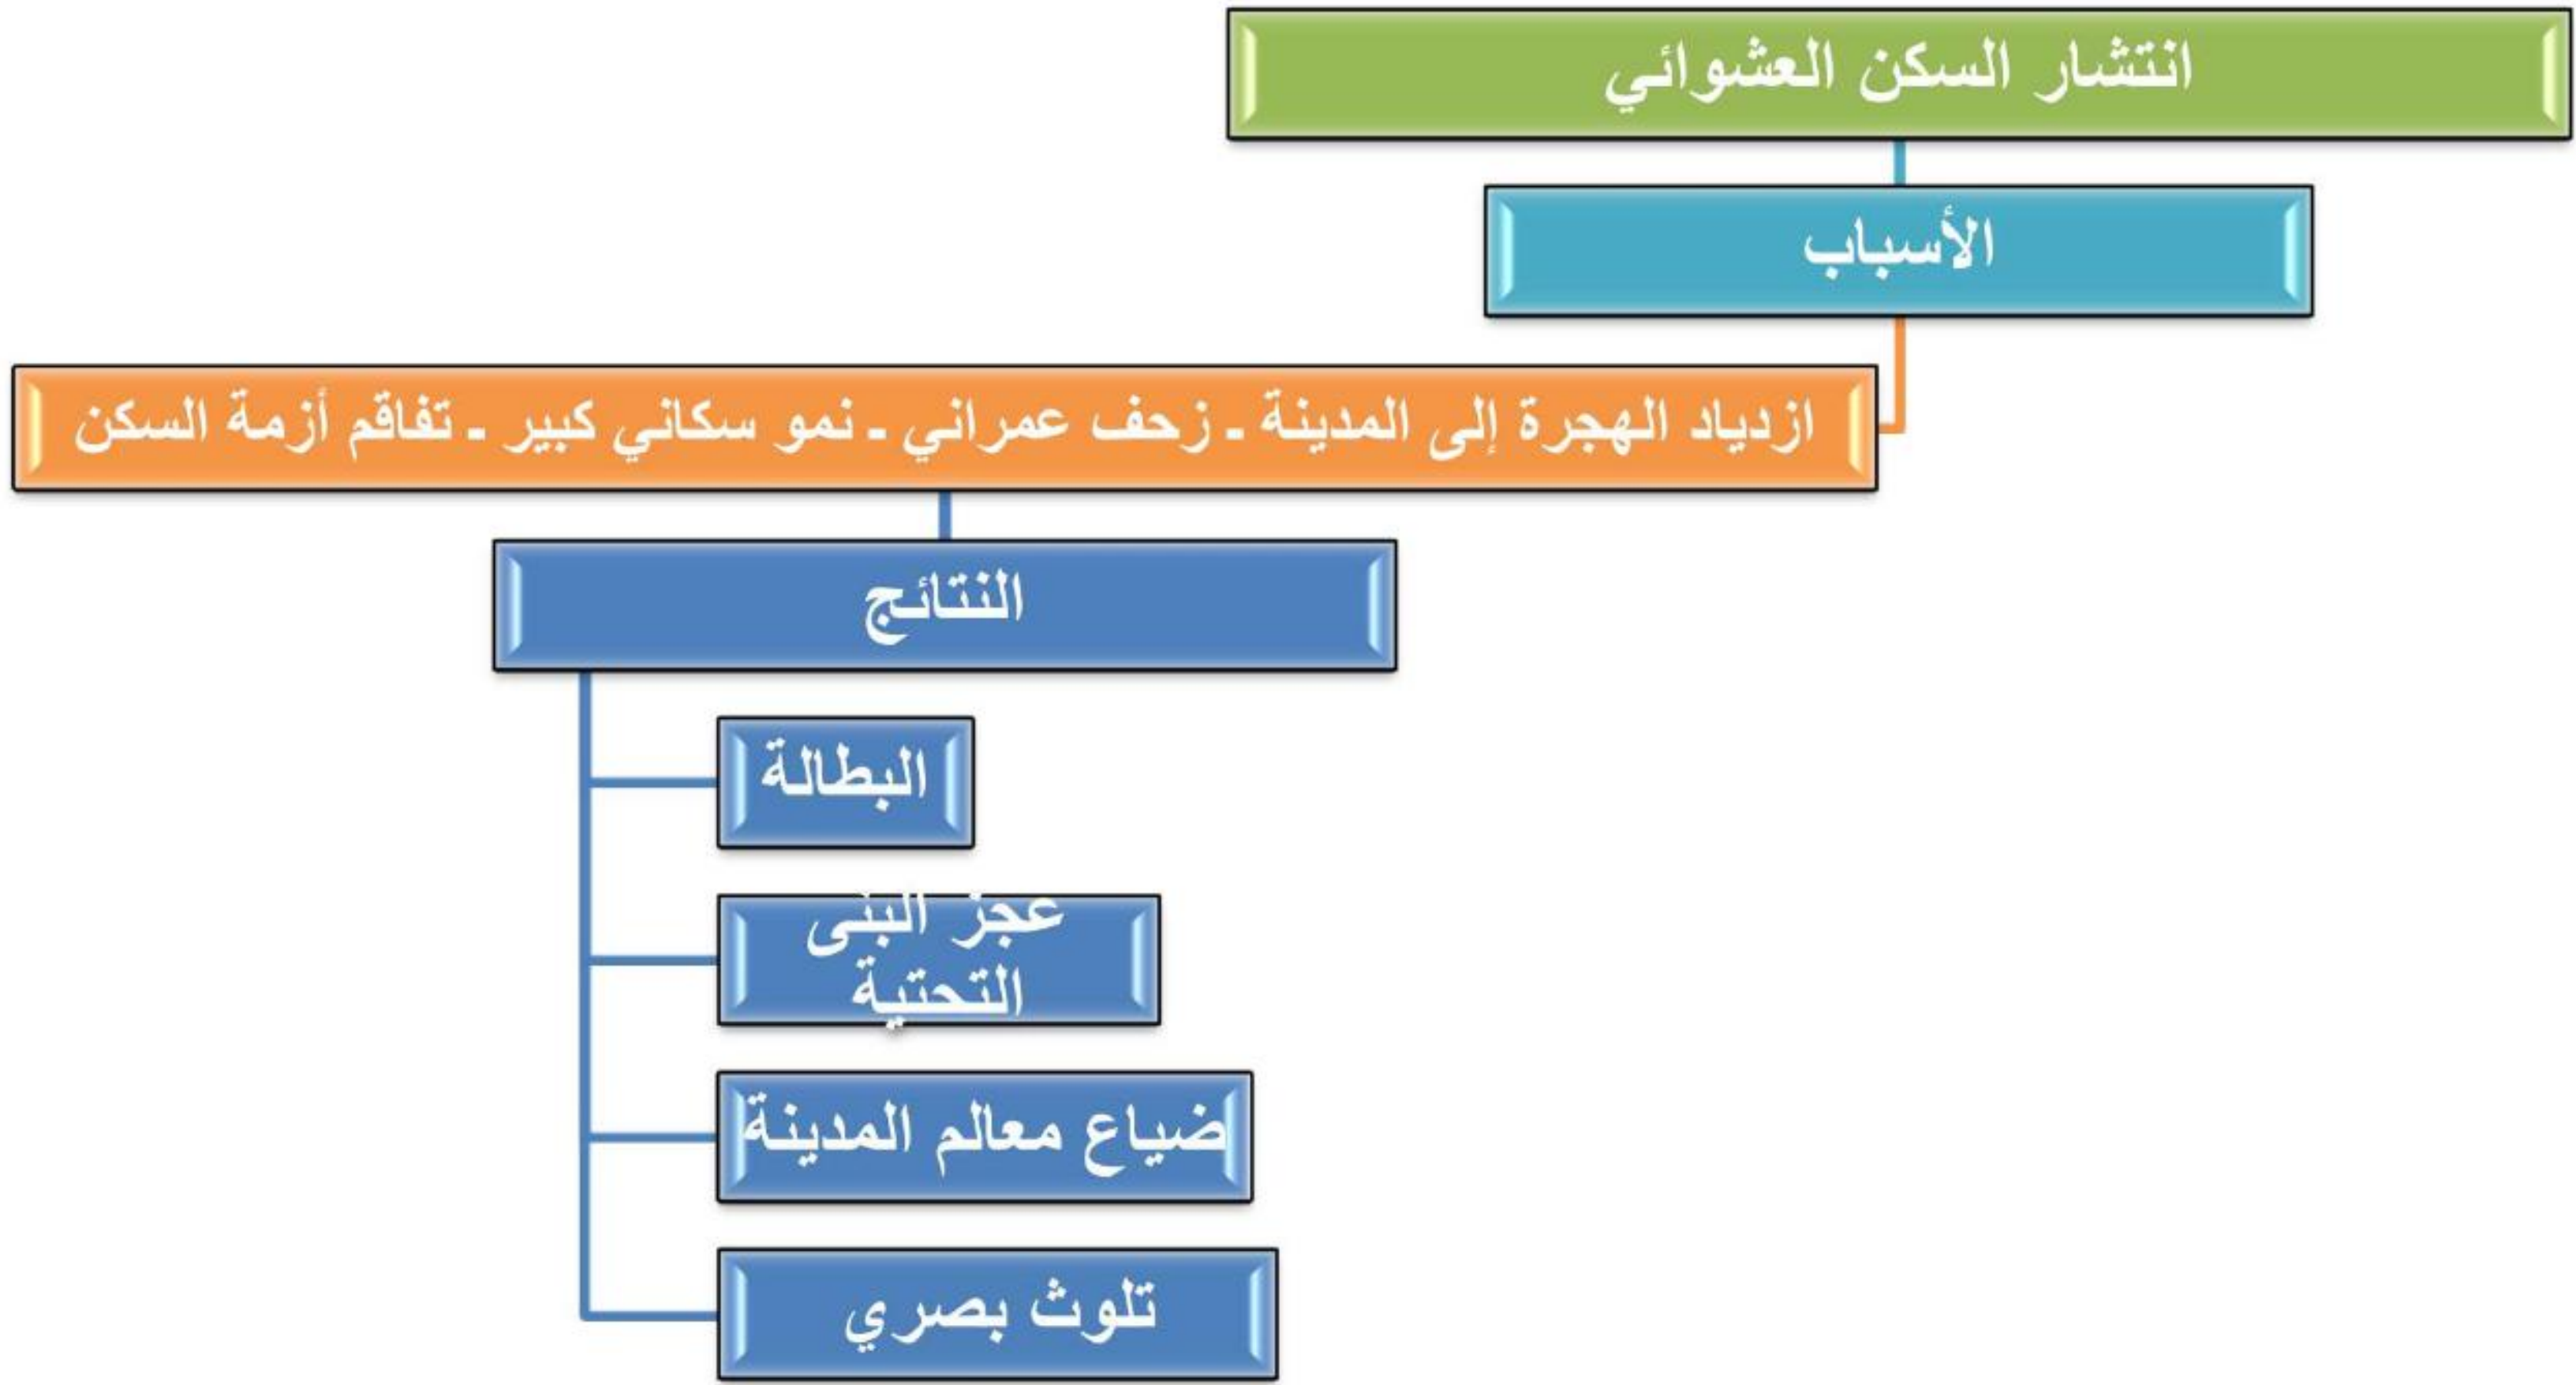 انتشار السكن العشوائي
الأسباب
ازدياد الهجرة إلى المدينة ـ زحف عمراني ـ نمو سكاني كبير ـ تفاقم أزمة السكن
النتائج
البطالة
عجز البنى
التحتية
ضياع معالم المدينة
تلوث بصري